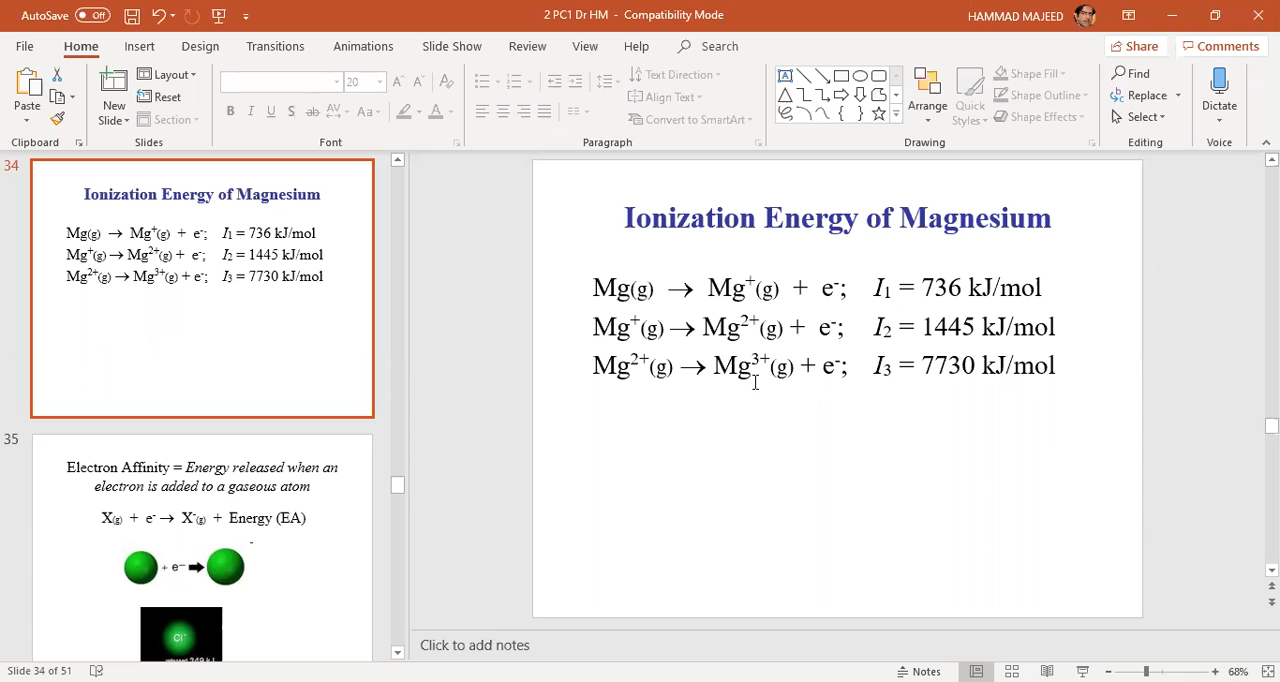 AutoSave Off 2 PC1 Dr HM - Compatibility Mode HAMMAD MAJEED
File Home Insert Design Transitions Animations Slide Show Review View Help Search Share Comments
Paste New Slide Layout Reset Section 20 B I U S ab AV Aa A Text Direction Align Text Convert to SmartArt Arrange Quick Styles Shape Fill Shape Outline Shape Effects Find Replace Select Dictate
Clipboard Slides Font Paragraph Drawing Editing Voice
34
Ionization Energy of Magnesium
Mg(g) → Mg⁺(g) + e⁻; I₁ = 736 kJ/mol
Mg⁺(g) → Mg²⁺(g) + e⁻; I₂ = 1445 kJ/mol
Mg²⁺(g) → Mg³⁺(g) + e⁻; I₃ = 7730 kJ/mol
35
Electron Affinity = Energy released when an
electron is added to a gaseous atom
X(g) + e⁻ → X⁻(g) + Energy (EA)
+ e⁻
Cl⁻
Ionization Energy of Magnesium
Mg(g) → Mg⁺(g) + e⁻; I₁ = 736 kJ/mol
Mg⁺(g) → Mg²⁺(g) + e⁻; I₂ = 1445 kJ/mol
Mg²⁺(g) → Mg³⁺(g) + e⁻; I₃ = 7730 kJ/mol
Click to add notes
Slide 34 of 51 Notes 68%